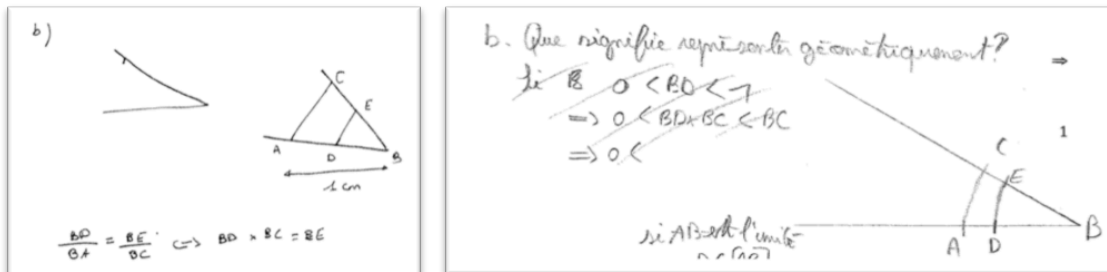 b)
C
E
A
D
B
1 cm
BD/BA = BE/BC <=> BD × BC = BE
b. Que signifie représenter géométriquement ?
⇒
Si B 0 < BD < 1
=> 0 < BD × BC < BC
=> 0 <
1
C
E
B
A
D
si AB est l'unité